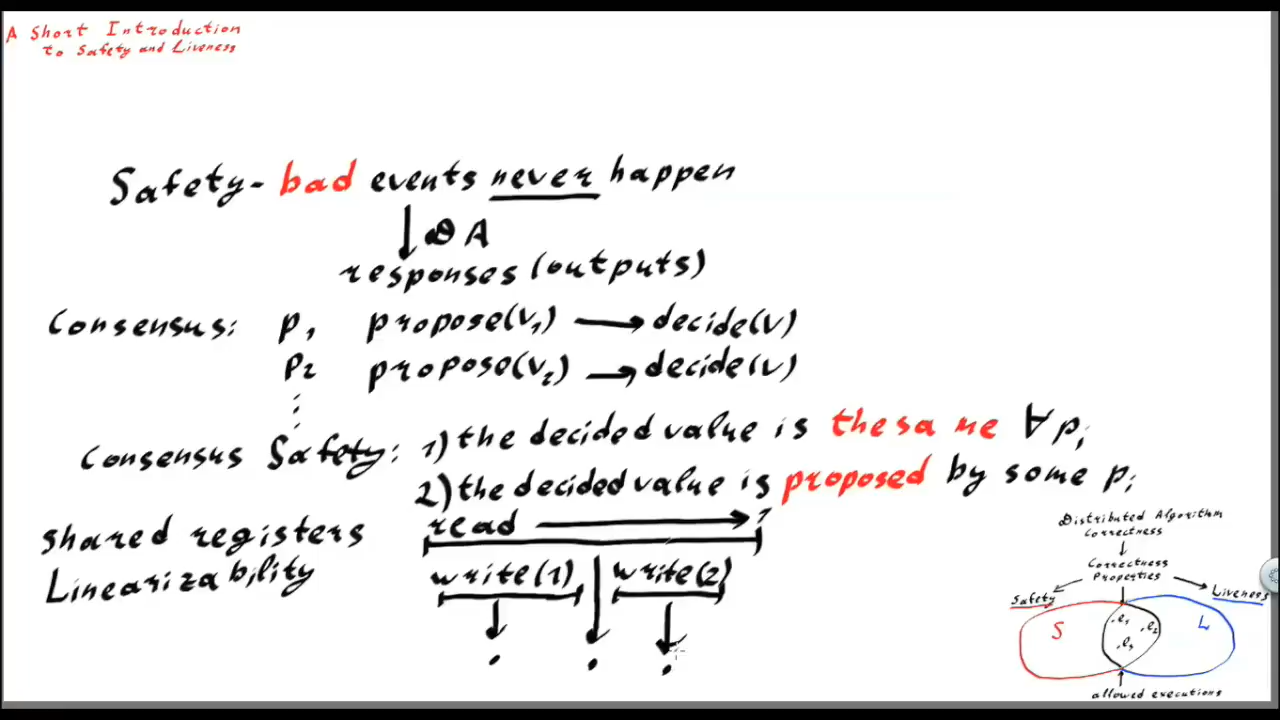 A Short Introduction
to Safety and Liveness
Safety - bad events never happen
DA
responses (outputs)
Consensus: p1 propose(v1) → decide(v)
p2 propose(v2) → decide(v)
⋮
Consensus Safety: 1) the decided value is the same ∀ pi
2) the decided value is proposed by some pi
shared registers read → 1
Linearizability write(1) write(2)
Distributed Algorithm
Correctness
Correctness
Properties
Safety Liveness
S .e1 .e2 L
.e3
allowed executions